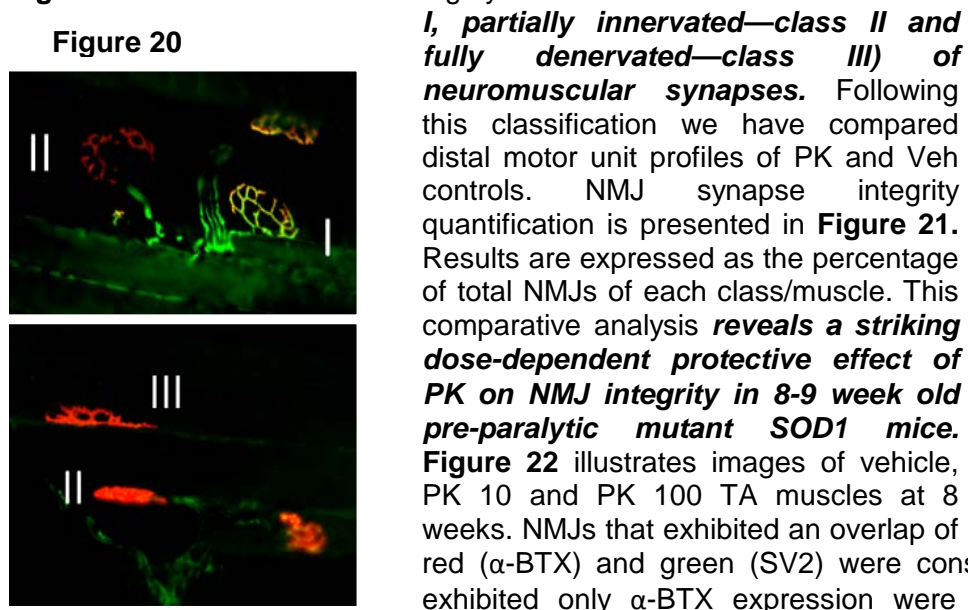 Figure 20
I, partially innervated—class II and
fully denervated—class III) of
neuromuscular synapses. Following
this classification we have compared
distal motor unit profiles of PK and Veh
controls. NMJ synapse integrity
quantification is presented in Figure 21.
Results are expressed as the percentage
of total NMJs of each class/muscle. This
comparative analysis reveals a striking
dose-dependent protective effect of
PK on NMJ integrity in 8-9 week old
pre-paralytic mutant SOD1 mice.
Figure 22 illustrates images of vehicle,
PK 10 and PK 100 TA muscles at 8
weeks. NMJs that exhibited an overlap of
red (α-BTX) and green (SV2) were
exhibited only α-BTX expression were
II
I
III
II